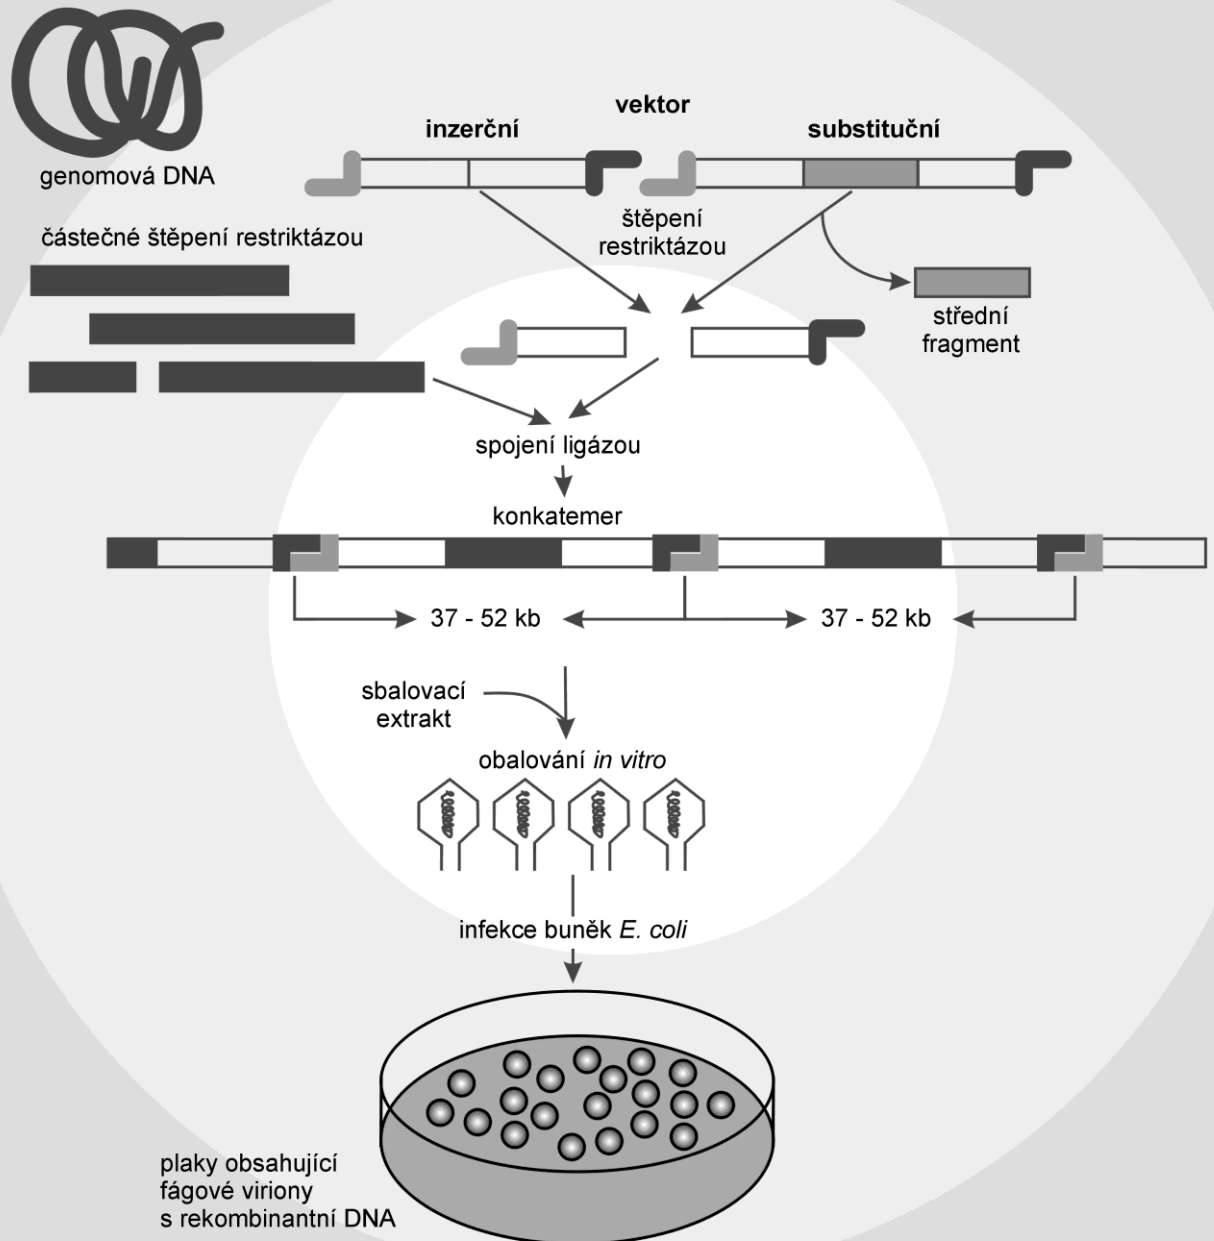 vektor
inzerční
substituční
genomová DNA
štěpení
restriktázou
částečné štěpení restriktázou
střední
fragment
spojení ligázou
konkatemer
37 - 52 kb
37 - 52 kb
sbalovací
extrakt
obalování in vitro
infekce buněk E. coli
plaky obsahující
fágové viriony
s rekombinantní DNA